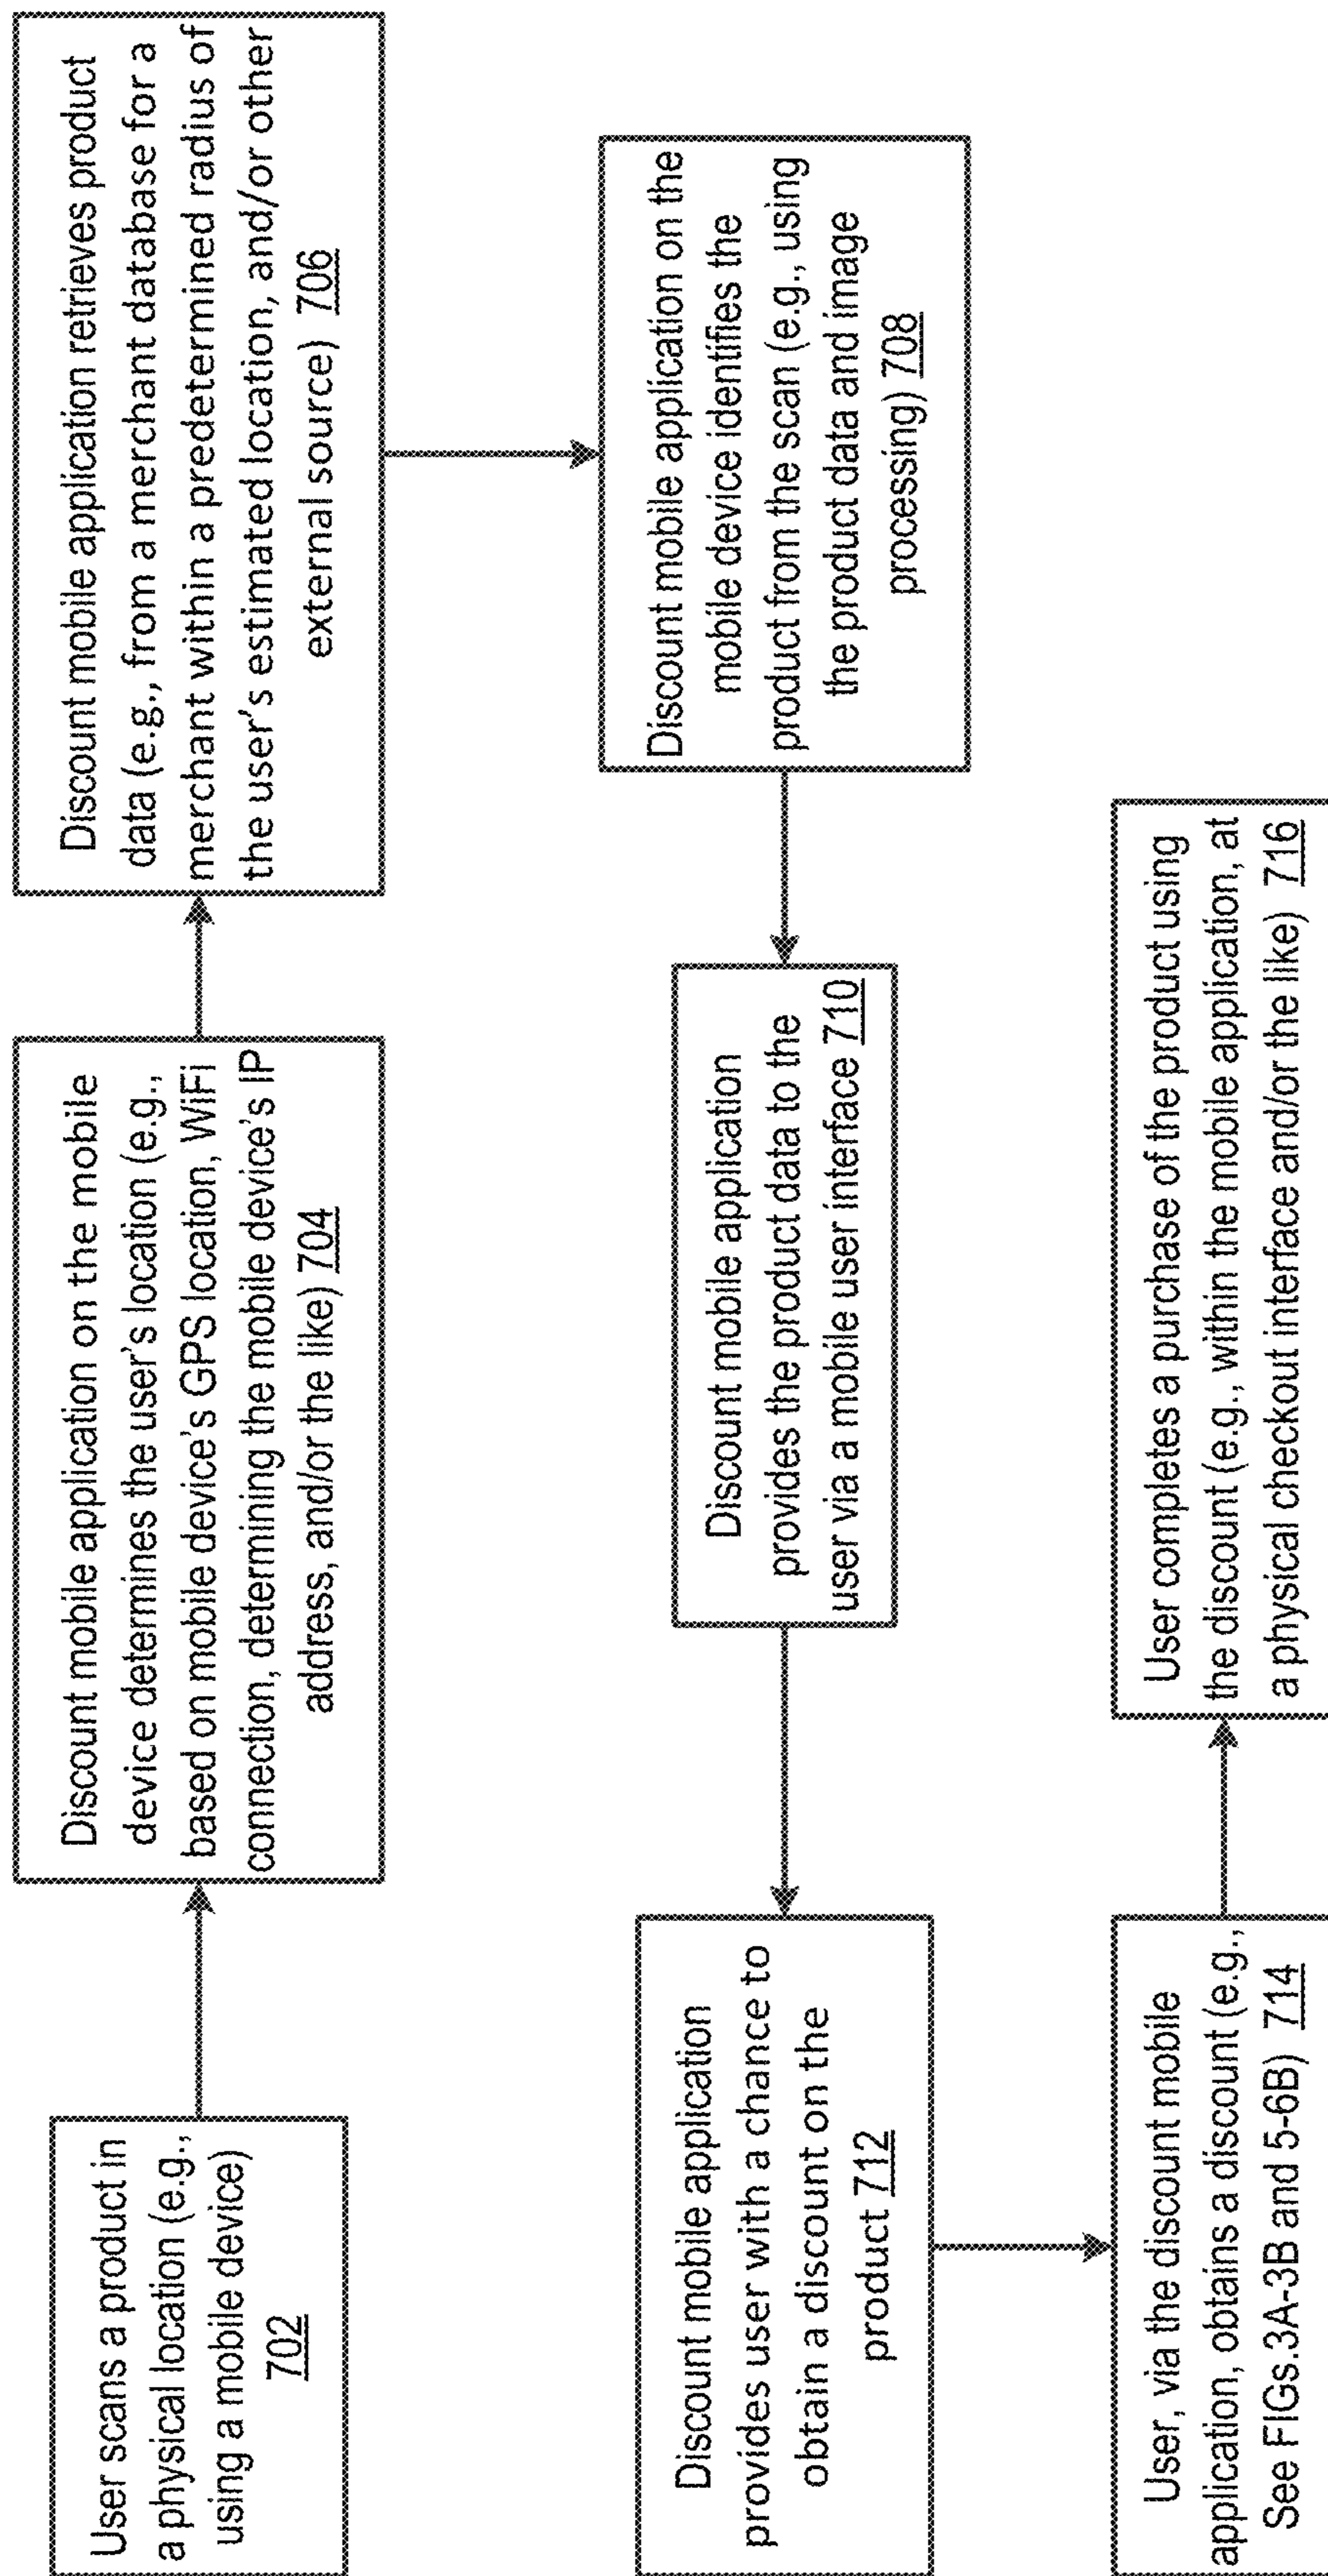 User scans a product in
a physical location (e.g.,
using a mobile device)
702
Discount mobile application on the mobile
device determines the user's location (e.g.,
based on mobile device's GPS location, WiFi
connection, determining the mobile device's IP
address, and/or the like) 704
Discount mobile application retrieves product
data (e.g., from a merchant database for a
merchant within a predetermined radius of
the user's estimated location, and/or other
external source) 706
Discount mobile application on the
mobile device identifies the
product from the scan (e.g., using
the product data and image
processing) 708
Discount mobile application
provides the product data to the
user via a mobile user interface 710
Discount mobile application
provides user with a chance to
obtain a discount on the
product 712
User, via the discount mobile
application, obtains a discount (e.g.,
See FIGs.3A-3B and 5-6B) 714
User completes a purchase of the product using
the discount (e.g., within the mobile application, at
a physical checkout interface and/or the like) 716